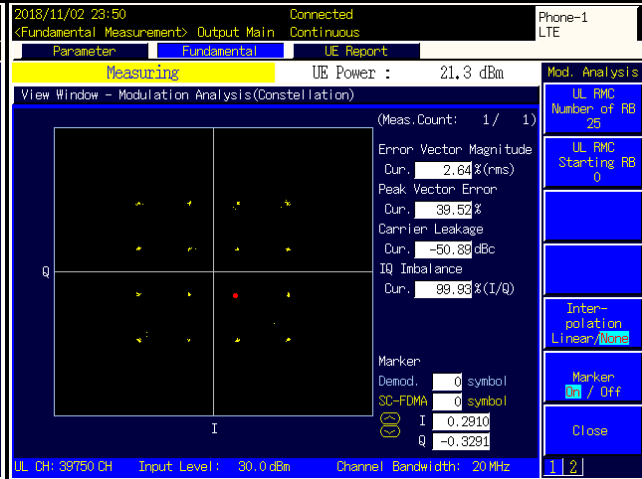 2018/11/02 23:50 Connected Phone-1
<Fundamental Measurement> Output Main Continuous LTE
Parameter Fundamental UE Report
Measuring UE Power : 21.3 dBm Mod. Analysis
View Window - Modulation Analysis(Constellation)
UL RMC
Number of RB
25
(Meas.Count: 1/ 1)
Error Vector Magnitude
Cur. 2.64 %(rms)
UL RMC
Starting RB
0
Peak Vector Error
Cur. 39.52 %
Carrier Leakage
Cur. -50.89 dBc
IQ Imbalance
Cur. 99.93 %(I/Q)
Q
I
Inter-
polation
Linear/None
Marker
Demod. 0 symbol
SC-FDMA 0 symbol
I 0.2910
Q -0.3291
Marker
On / Off
Close
UL CH: 39750 CH Input Level: 30.0 dBm Channel Bandwidth: 20 MHz 1 2